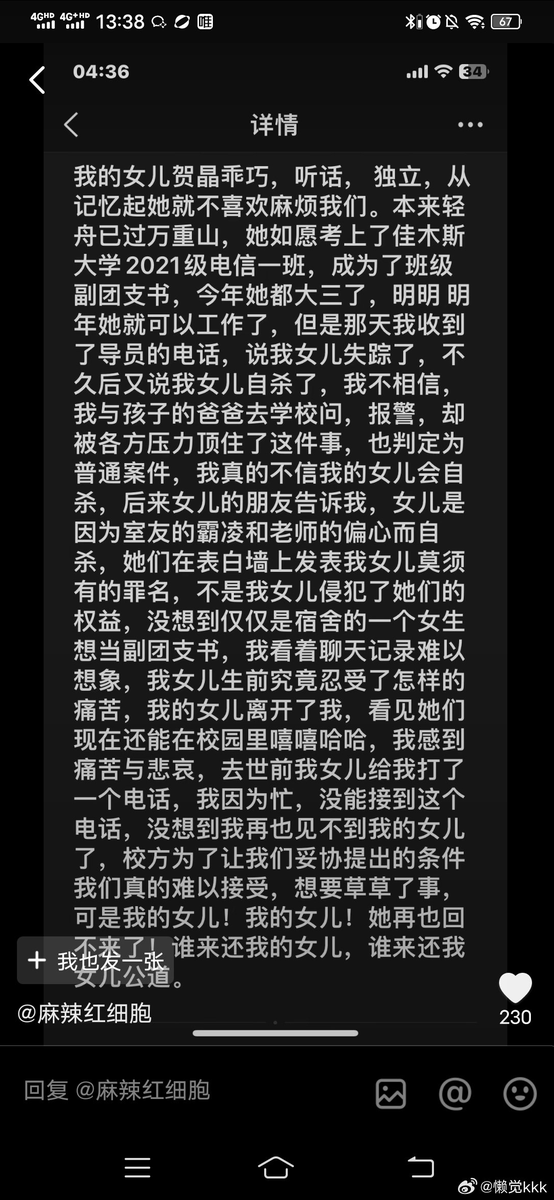 4GHD 4G+HD 13:38 67
04:36 34
详情
我的女儿贺晶乖巧，听话， 独立，从
记忆起她就不喜欢麻烦我们。本来轻
舟已过万重山，她如愿考上了佳木斯
大学2021级电信一班，成为了班级
副团支书，今年她都大三了，明明 明
年她就可以工作了，但是那天我收到
了导员的电话，说我女儿失踪了，不
久后又说我女儿自杀了，我不相信，
我与孩子的爸爸去学校问，报警，却
被各方压力顶住了这件事，也判定为
普通案件，我真的不信我的女儿会自
杀，后来女儿的朋友告诉我，女儿是
因为室友的霸凌和老师的偏心而自
杀，她们在表白墙上发表我女儿莫须
有的罪名，不是我女儿侵犯了她们的
权益，没想到仅仅是宿舍的一个女生
想当副团支书，我看着聊天记录难以
想象，我女儿生前究竟忍受了怎样的
痛苦，我的女儿离开了我，看见她们
现在还能在校园里嘻嘻哈哈，我感到
痛苦与悲哀，去世前我女儿给我打了
一个电话，我因为忙，没能接到这个
电话，没想到我再也见不到我的女儿
了，校方为了让我们妥协提出的条件
我们真的难以接受，想要草草了事，
可是我的女儿！我的女儿！她再也回
不来了！谁来还我的女儿，谁来还我
女儿公道。
+ 我也发一张
@麻辣红细胞
230
回复 @麻辣红细胞
@懒觉kkk